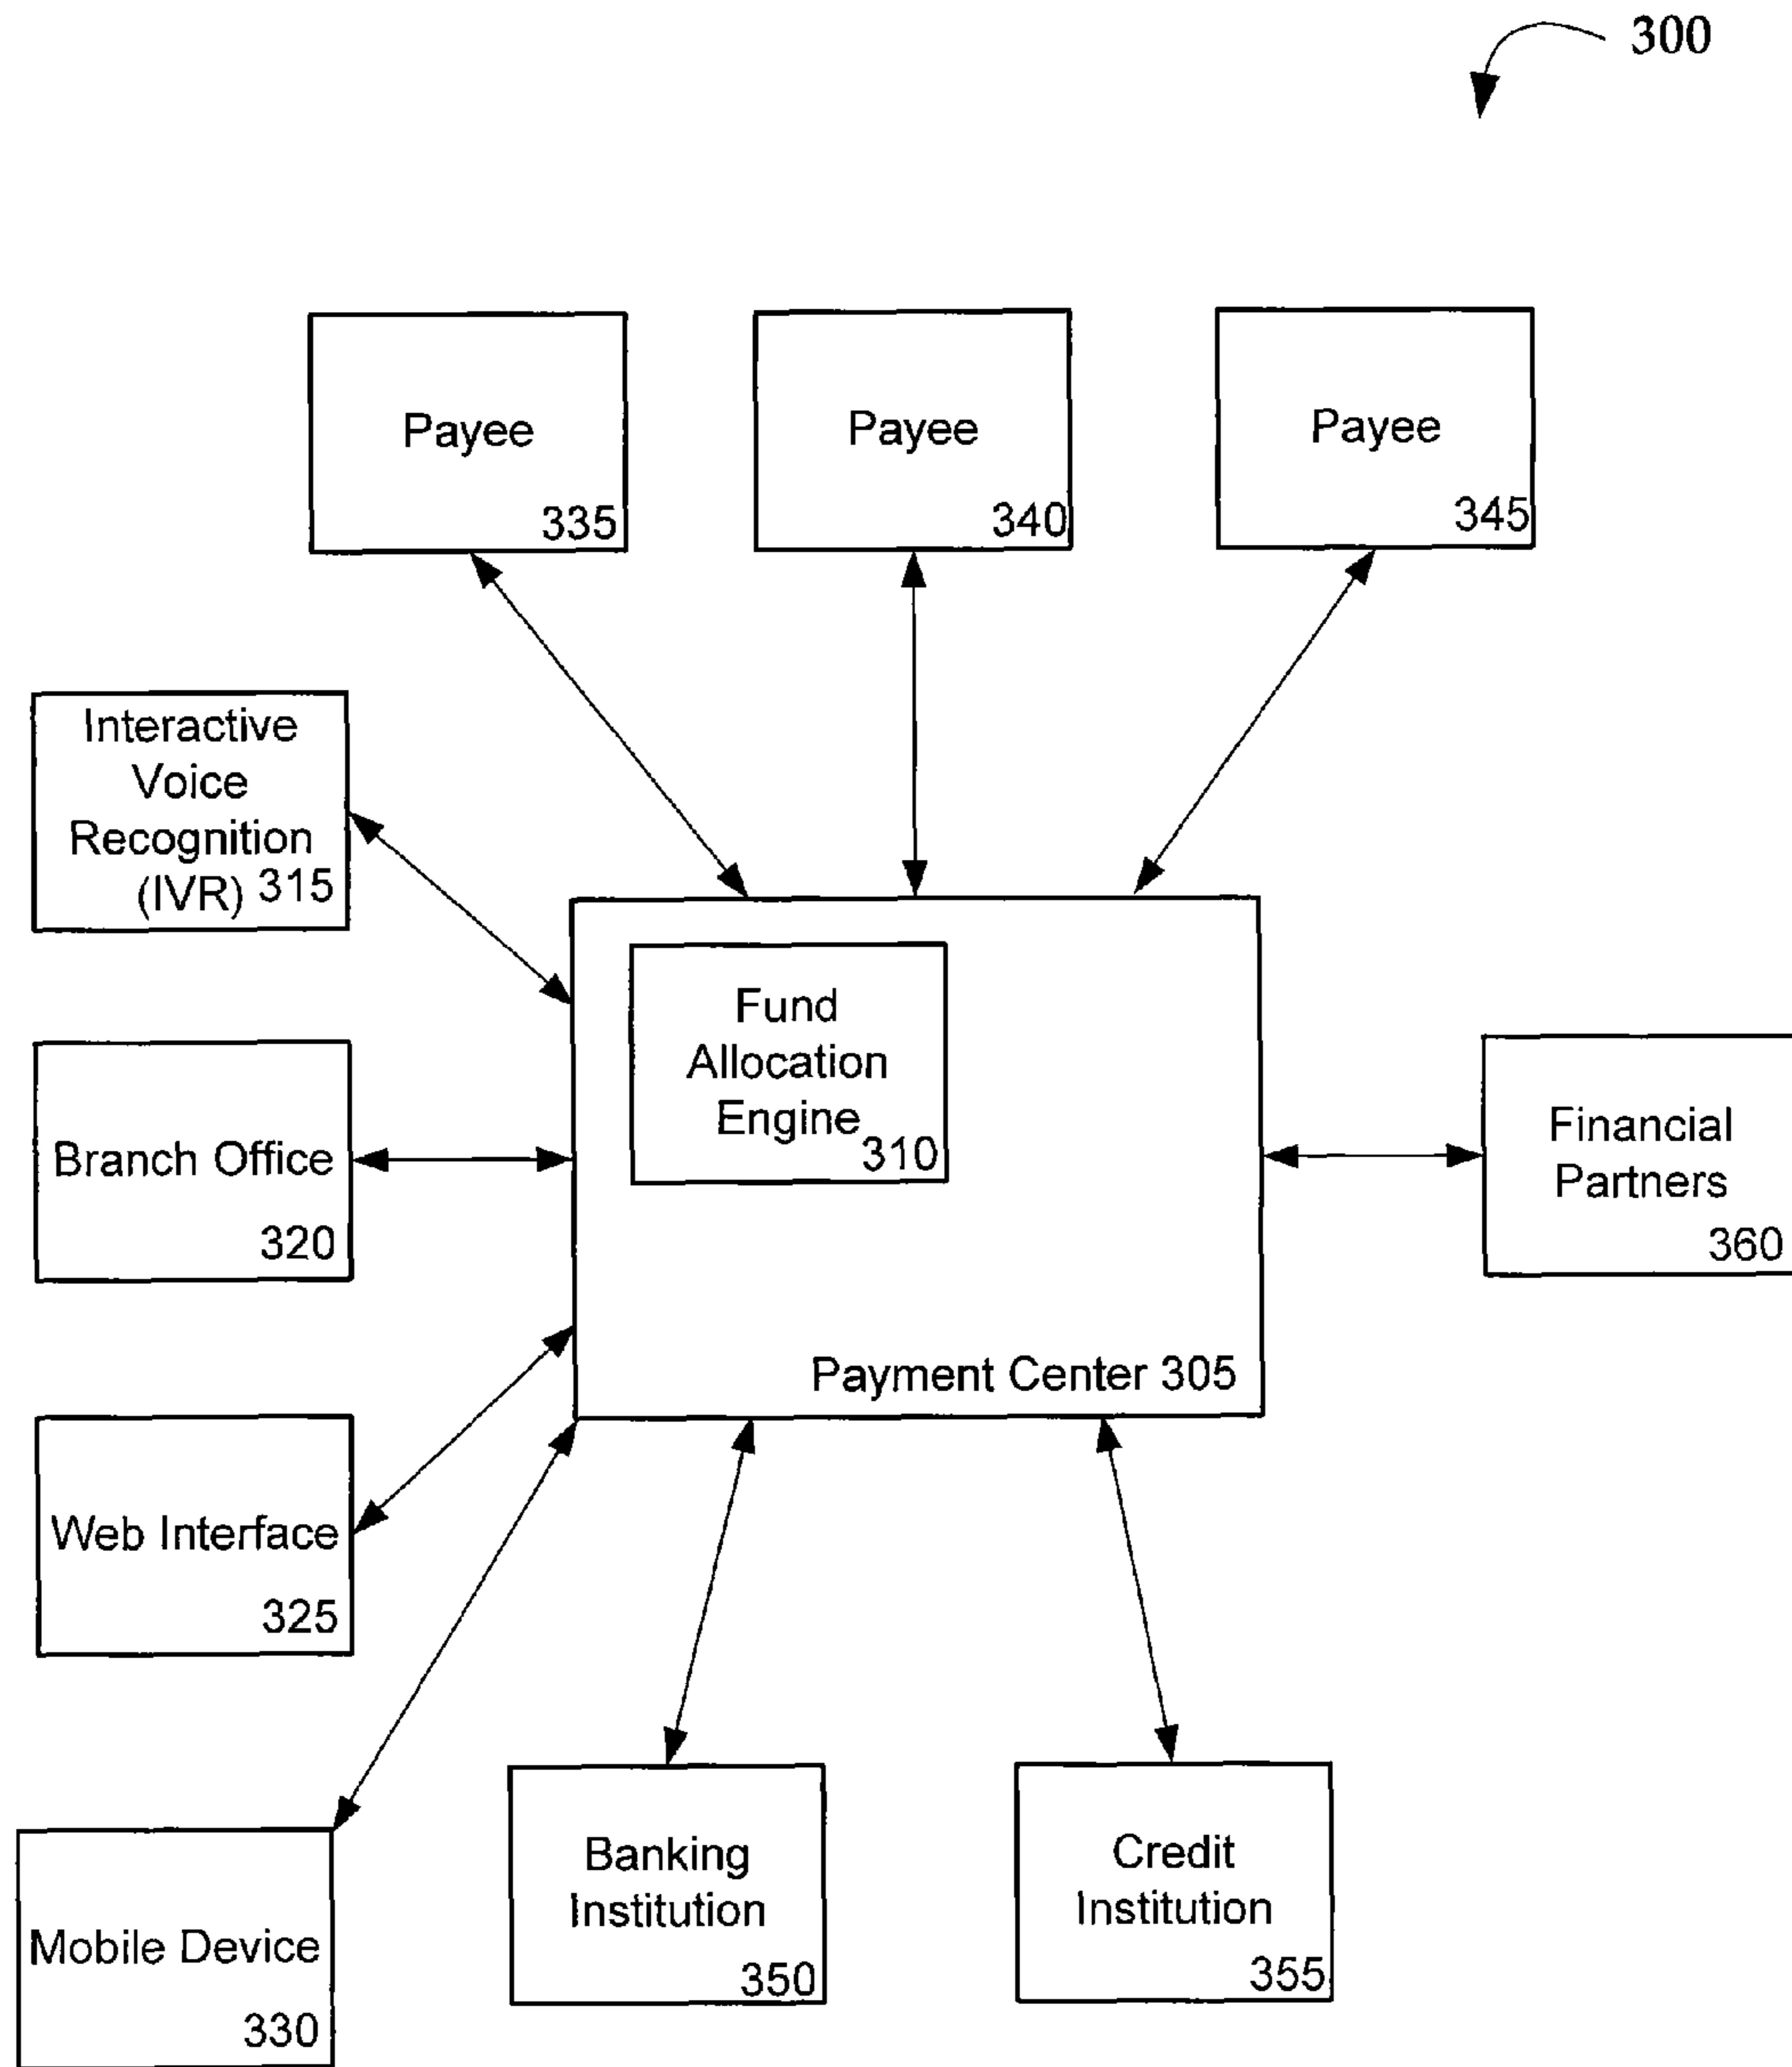 300
Payee
335
Payee
340
Payee
345
Interactive
Voice
Recognition
(IVR) 315
Fund
Allocation
Engine
310
Branch Office
320
Financial
Partners
360
Payment Center 305
Web Interface
325
Banking
Institution
350
Credit
Institution
355
Mobile Device
330